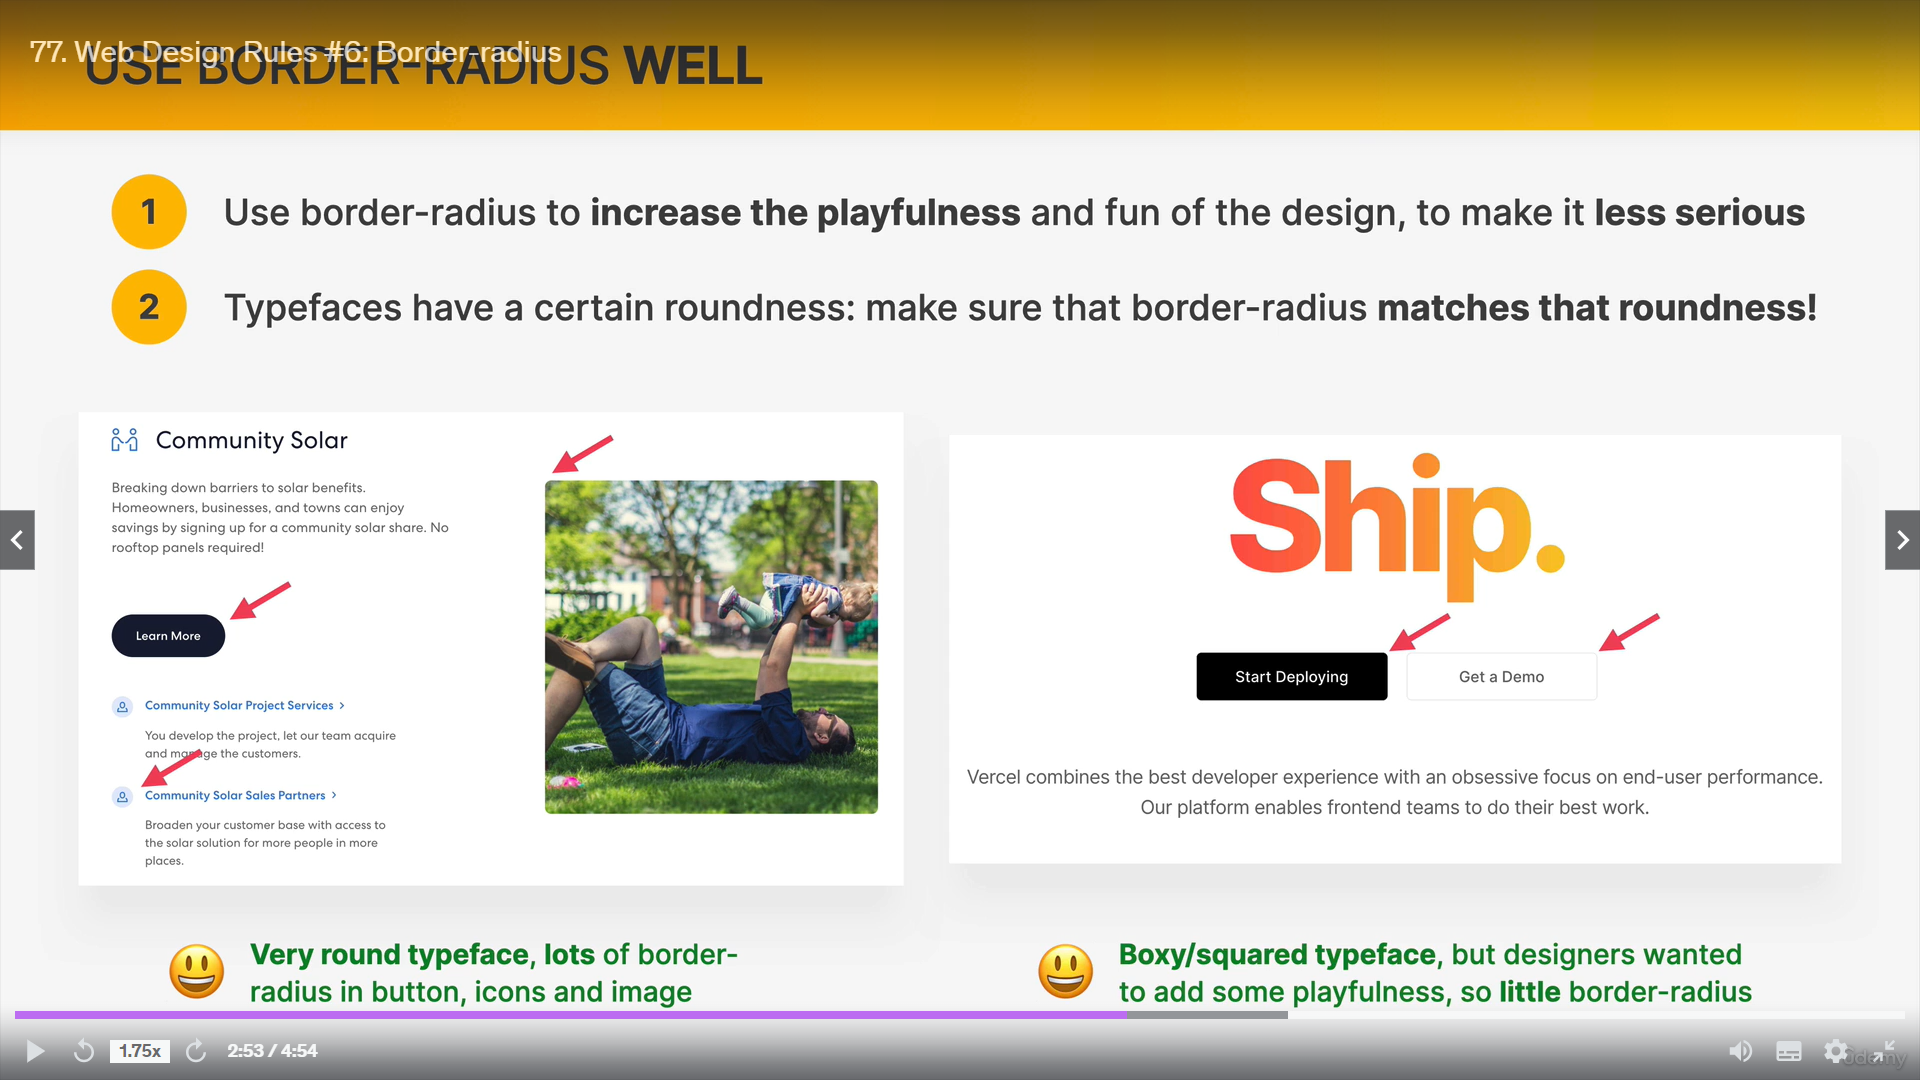 77. Web Design Rules #6: Border-radius
USE BORDER-RADIUS WELL
1
Use border-radius to increase the playfulness and fun of the design, to make it less serious
2
Typefaces have a certain roundness: make sure that border-radius matches that roundness!
Community Solar
Breaking down barriers to solar benefits.
Homeowners, businesses, and towns can enjoy
savings by signing up for a community solar share. No
rooftop panels required!
Learn More
Community Solar Project Services >
You develop the project, let our team acquire
and manage the customers.
Community Solar Sales Partners >
Broaden your customer base with access to
the solar solution for more people in more
places.
Ship.
Start Deploying
Get a Demo
Vercel combines the best developer experience with an obsessive focus on end-user performance.
Our platform enables frontend teams to do their best work.
Very round typeface, lots of border-
radius in button, icons and image
Boxy/squared typeface, but designers wanted
to add some playfulness, so little border-radius
1.75x
2:53 / 4:54
udemy